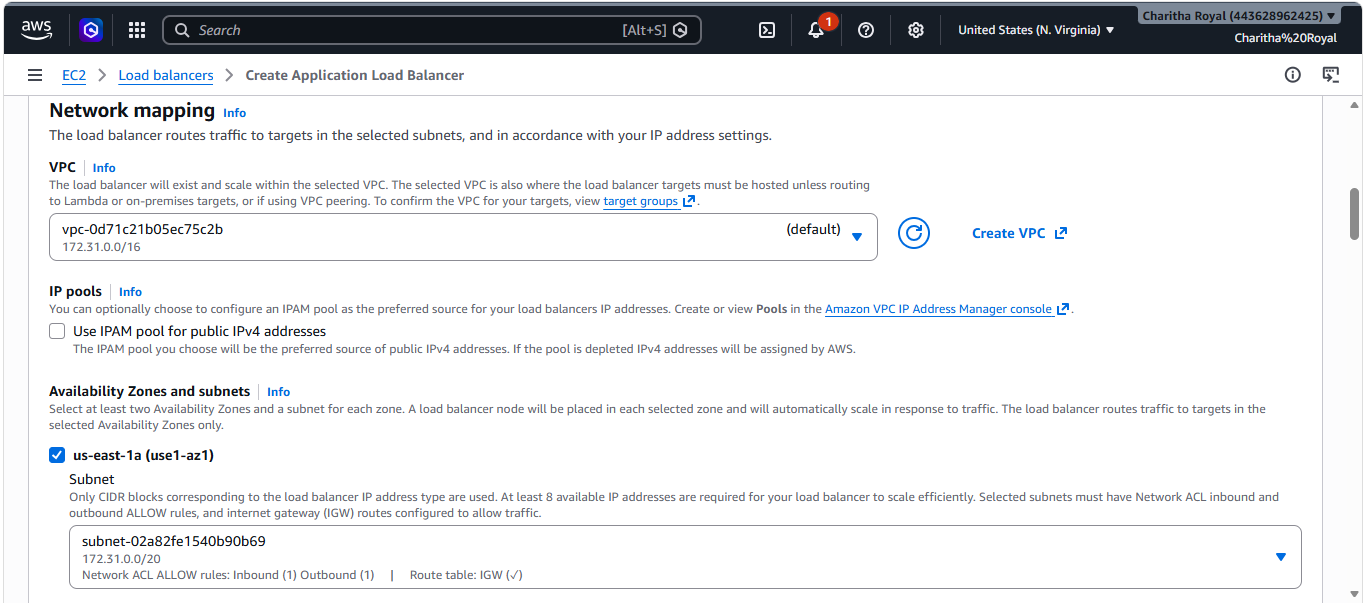 aws
Search
[Alt+S]
1
United States (N. Virginia)
Charitha Royal (443628962425)
Charitha%20Royal
EC2 > Load balancers > Create Application Load Balancer
Network mapping Info
The load balancer routes traffic to targets in the selected subnets, and in accordance with your IP address settings.
VPC Info
The load balancer will exist and scale within the selected VPC. The selected VPC is also where the load balancer targets must be hosted unless routing
to Lambda or on-premises targets, or if using VPC peering. To confirm the VPC for your targets, view target groups.
vpc-0d71c21b05ec75c2b (default)
172.31.0.0/16
Create VPC
IP pools Info
You can optionally choose to configure an IPAM pool as the preferred source for your load balancers IP addresses. Create or view Pools in the Amazon VPC IP Address Manager console.
Use IPAM pool for public IPv4 addresses
The IPAM pool you choose will be the preferred source of public IPv4 addresses. If the pool is depleted IPv4 addresses will be assigned by AWS.
Availability Zones and subnets Info
Select at least two Availability Zones and a subnet for each zone. A load balancer node will be placed in each selected zone and will automatically scale in response to traffic. The load balancer routes traffic to targets in the
selected Availability Zones only.
us-east-1a (use1-az1)
Subnet
Only CIDR blocks corresponding to the load balancer IP address type are used. At least 8 available IP addresses are required for your load balancer to scale efficiently. Selected subnets must have Network ACL inbound and
outbound ALLOW rules, and internet gateway (IGW) routes configured to allow traffic.
subnet-02a82fe1540b90b69
172.31.0.0/20
Network ACL ALLOW rules: Inbound (1) Outbound (1) | Route table: IGW (✓)